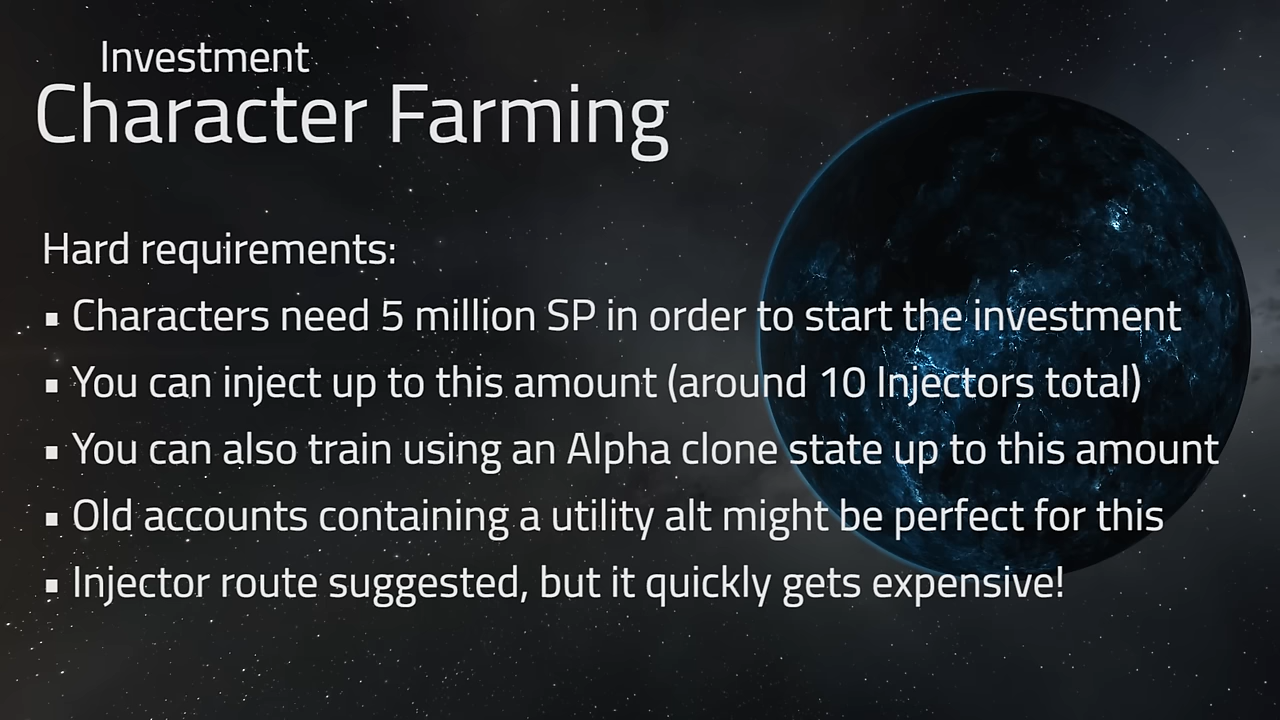 Investment
Character Farming
Hard requirements:
▪ Characters need 5 million SP in order to start the investment
▪ You can inject up to this amount (around 10 Injectors total)
▪ You can also train using an Alpha clone state up to this amount
▪ Old accounts containing a utility alt might be perfect for this
▪ Injector route suggested, but it quickly gets expensive!